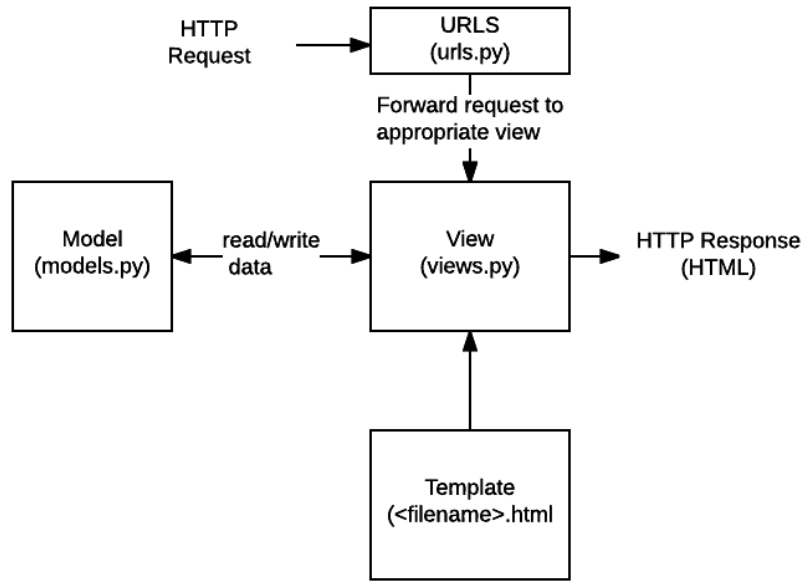 HTTP
Request
URLS
(urls.py)
Forward request to
appropriate view
Model
(models.py)
read/write
data
View
(views.py)
HTTP Response
(HTML)
Template
(<filename>.html